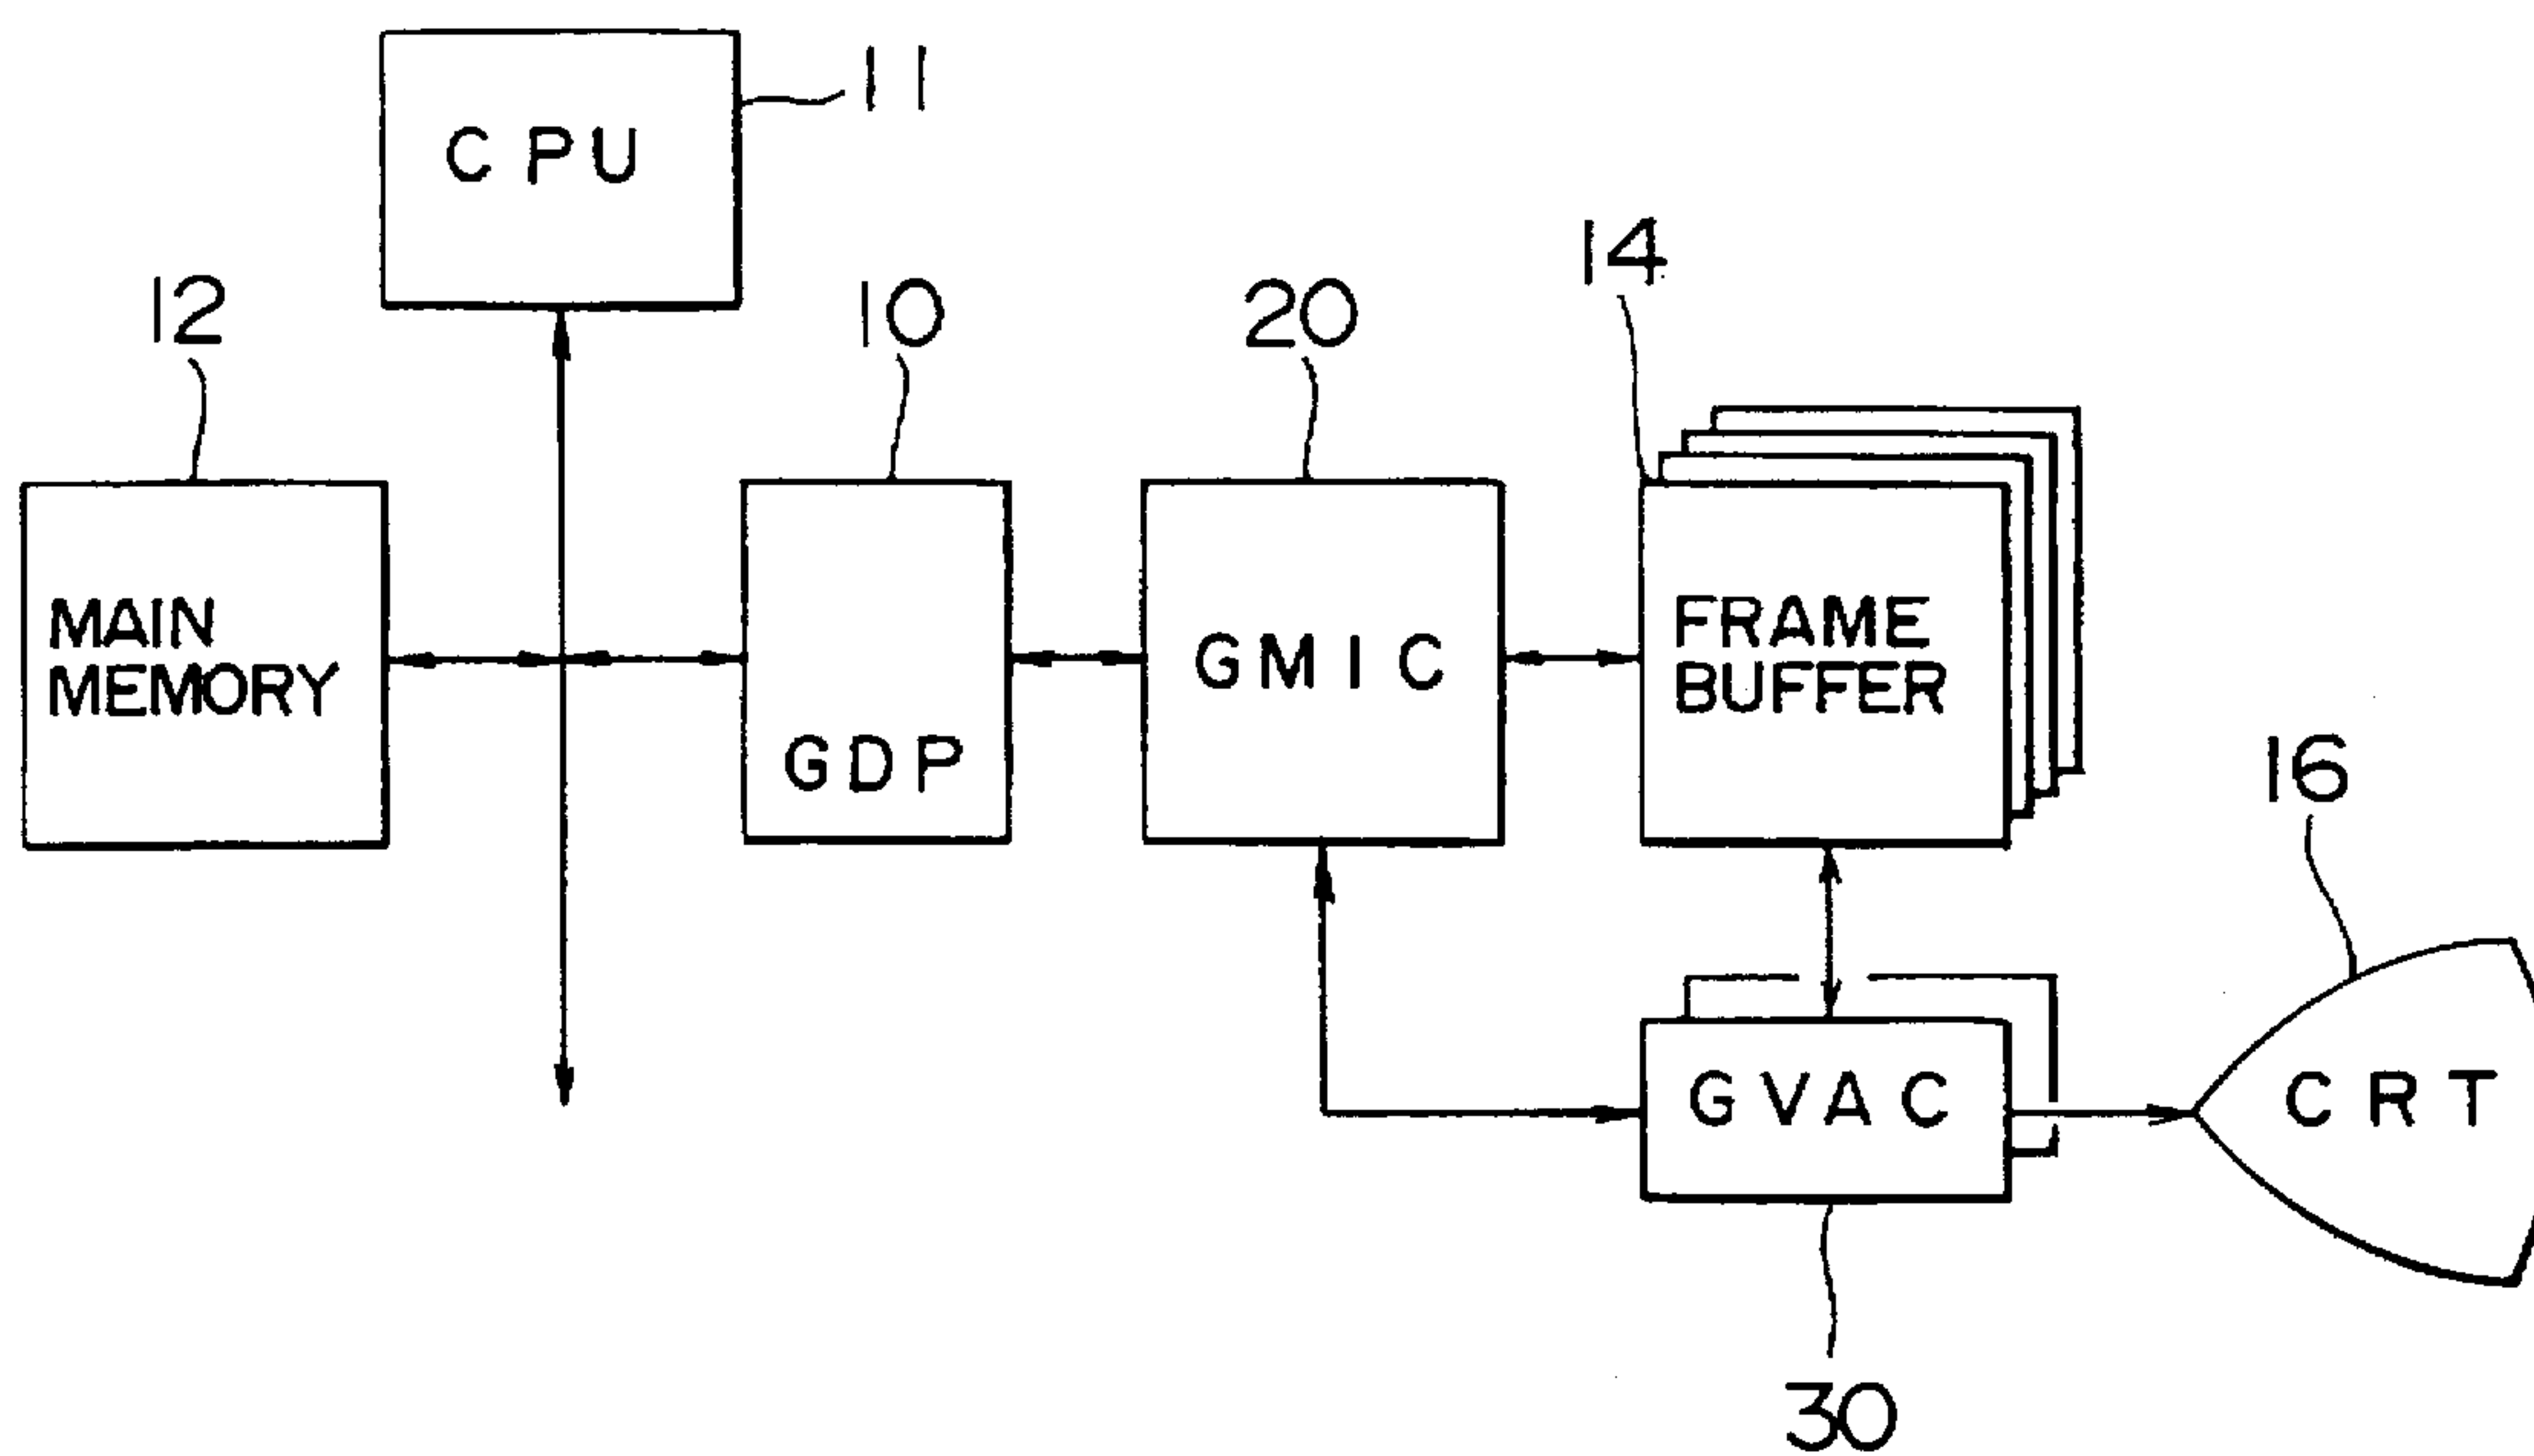 CPU
11
12
10
20
14
MAIN
MEMORY
GDP
GMIC
FRAME
BUFFER
16
GVAC
CRT
30